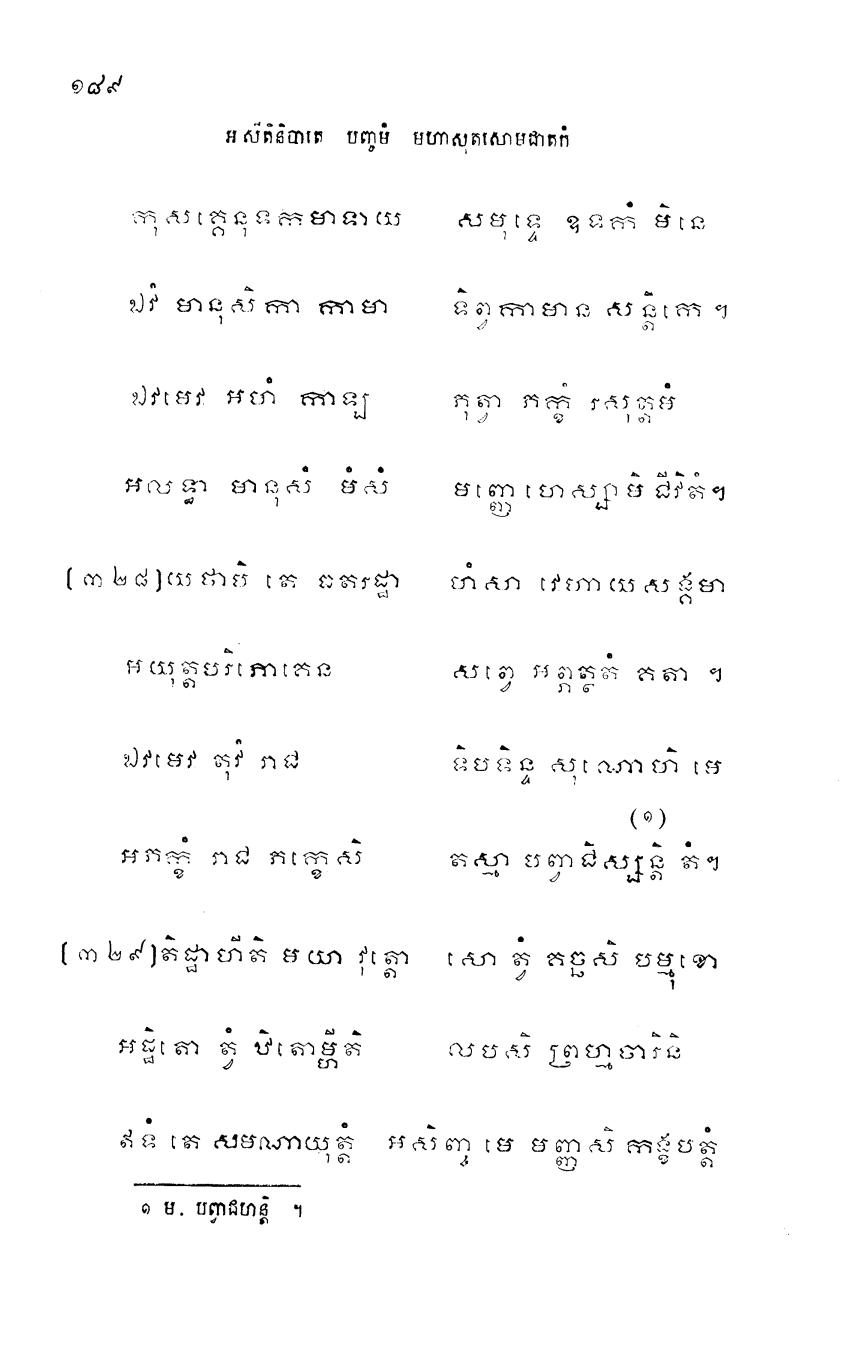 ១៨៩
អសីតិនិបាតេ បញ្ចមំ មហាសុតសោមជាតកំ
កុសគ្គេនុទកមាទាយ សមុទ្ទេ ឧទកំ មិនេ
ឯវំ មានុសិកា កាមា ទិព្វកាមាន សន្តិកេ ។
ឯវមេវ អហំ កាឡ ភុត្វា ភក្ខំ រសុត្តមំ
អលទ្ធា មានុសំ មំសំ មញ្ញេ ហេស្សាមិ ជីវិតំ។
[៣២៨]យថាបិ តេ ធតរដ្ឋា ហំសា វេហាយសង្គមា
អយុត្តបរិភោគេន សព្វេ អព្ភត្ថតំ គតា ។
ឯវមេវ តុវំ រាជ ទិបទិន្ទ សុណោហិ មេ
(១)
អភក្ខំ រាជ ភក្ខេសិ តស្មា បព្វាជិស្សន្តិ តំ។
[៣២៩]តិដ្ឋាហីតិ មយា វុត្តោ សោ ត្វំ គច្ឆសិ បម្មុខោ
អដ្ឋិតោ ត្វំ ឋិតោម្ហីតិ លបសិ ព្រហ្មចារិនិ
ឥទំ តេ សមណាយុត្តំ អសិញ្ច មេ មញ្ញសិ កង្ខបត្តំ
១ ម. បព្វាជហន្តិ ។